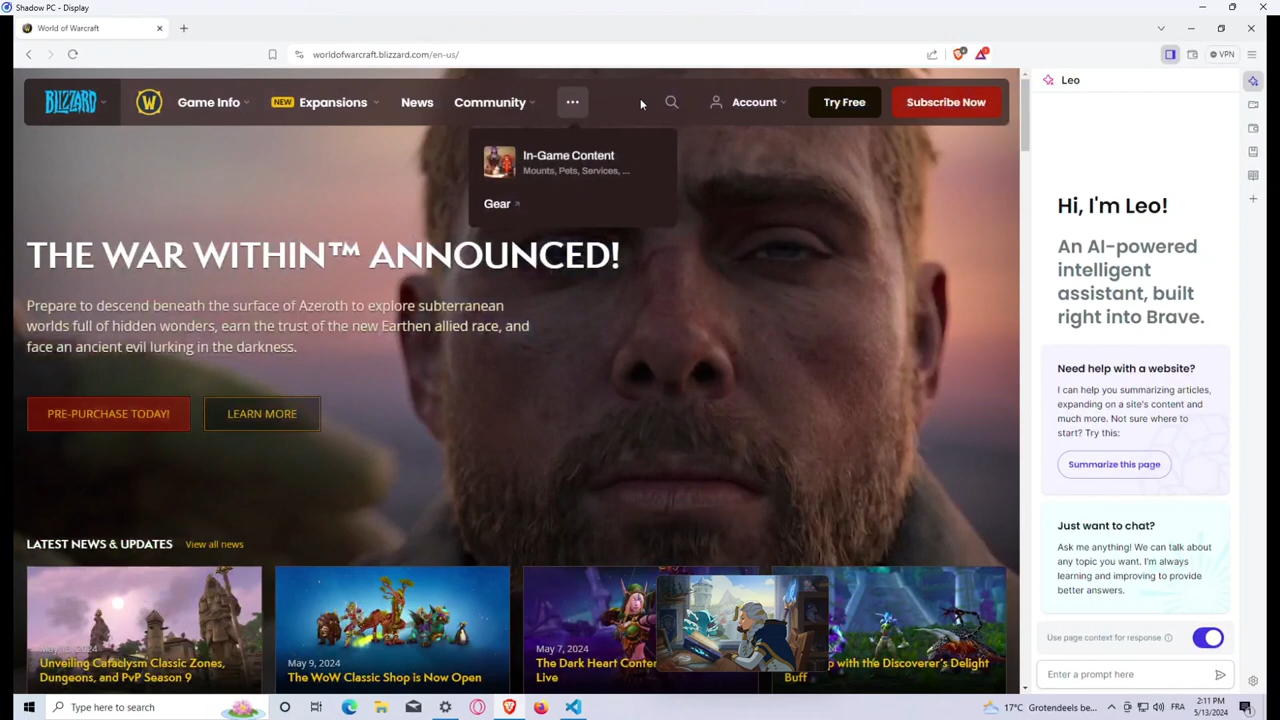 Shadow PC - Display
World of Warcraft
worldofwarcraft.blizzard.com/en-us/
VPN
BLIZZARD
W
Game Info
NEW
Expansions
News
Community
Account
Try Free
Subscribe Now
In-Game Content
Mounts, Pets, Services, ...
Gear
THE WAR WITHIN™ ANNOUNCED!
Prepare to descend beneath the surface of Azeroth to explore subterranean
worlds full of hidden wonders, earn the trust of the new Earthen allied race, and
face an ancient evil lurking in the darkness.
PRE-PURCHASE TODAY!
LEARN MORE
LATEST NEWS & UPDATES
View all news
Unveiling Cataclysm Classic Zones,
Dungeons, and PvP Season 9
May 9, 2024
The WoW Classic Shop is Now Open
May 7, 2024
The Dark Heart Conte
Live
with the Discoverer's Delight
Buff
Leo
Hi, I'm Leo!
An AI-powered
intelligent
assistant, built
right into Brave.
Need help with a website?
I can help you summarizing articles,
expanding on a site's content and
much more. Not sure where to
start? Try this:
Summarize this page
Just want to chat?
Ask me anything! We can talk about
any topic you want. I'm always
learning and improving to provide
better answers.
Use page context for response
Enter a prompt here
Type here to search
17°C Grotendeels be...
FRA
2:11 PM
5/13/2024